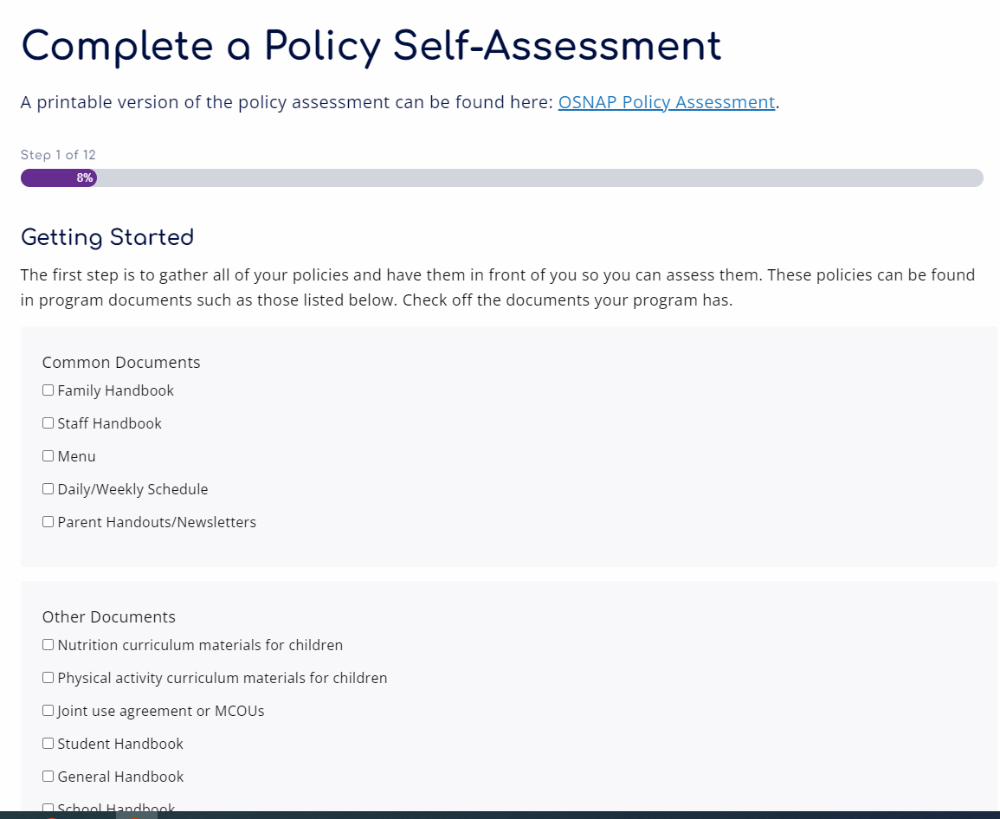 Complete a Policy Self-Assessment
A printable version of the policy assessment can be found here: OSNAP Policy Assessment.
Step 1 of 12
8%
Getting Started
The first step is to gather all of your policies and have them in front of you so you can assess them. These policies can be found
in program documents such as those listed below. Check off the documents your program has.
Common Documents
Family Handbook
Staff Handbook
Menu
Daily/Weekly Schedule
Parent Handouts/Newsletters
Other Documents
Nutrition curriculum materials for children
Physical activity curriculum materials for children
Joint use agreement or MCOUs
Student Handbook
General Handbook
School Handbook